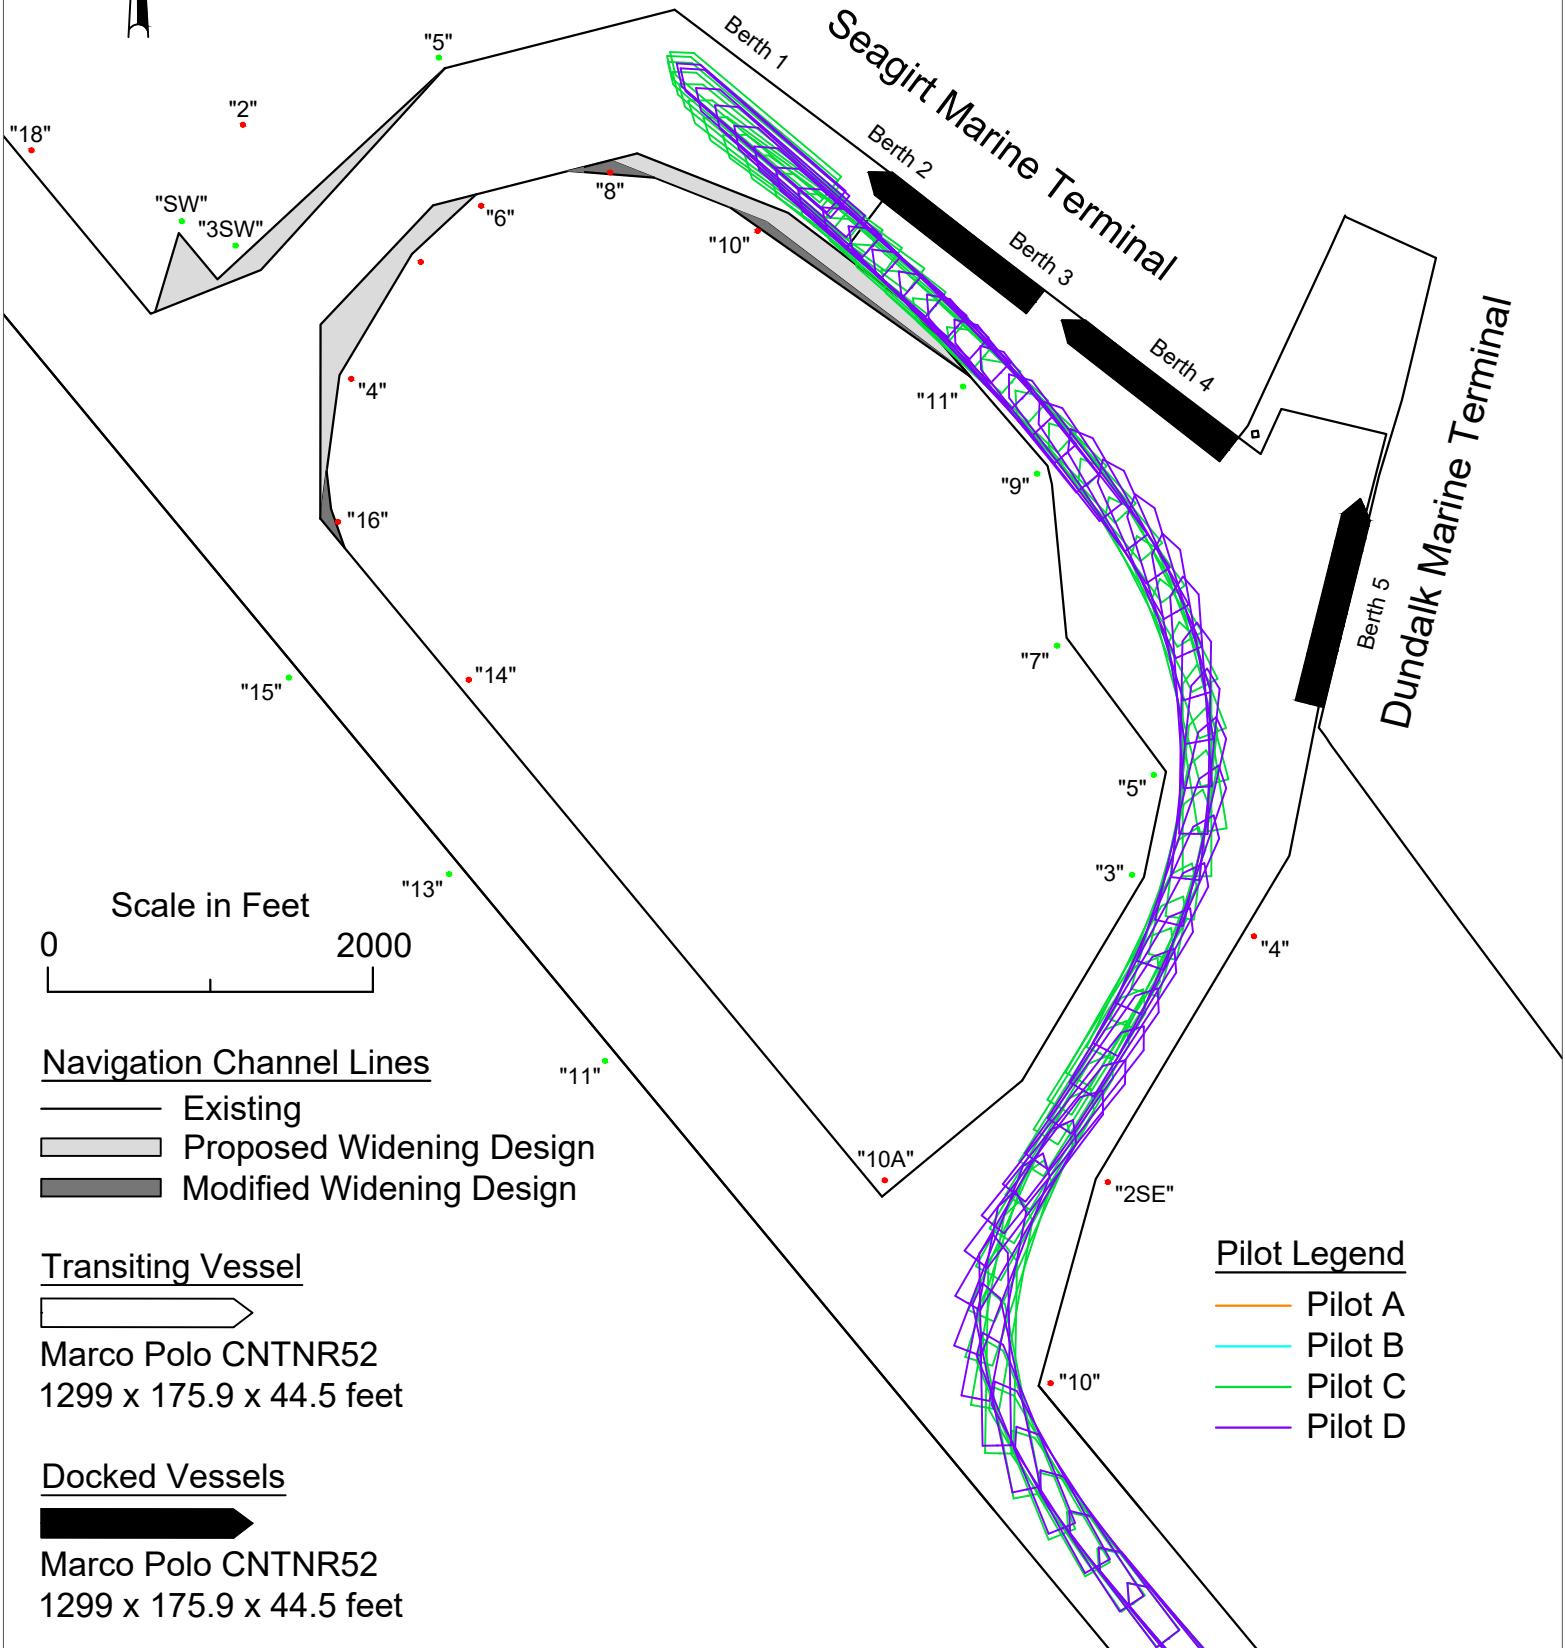 "5"
Berth 1
Seagirt Marine Terminal
"2"
"18"
Berth 2
"8"
"SW"
"6"
"3SW"
"10"
Berth 3
Berth 4
"4"
"11"
"9"
"16"
Dundalk Marine Terminal
Berth 5
"7"
"14"
"15"
"5"
"3"
"13"
"4"
Scale in Feet
0 2000
"11"
Navigation Channel Lines
Existing
Proposed Widening Design
Modified Widening Design
"10A"
"2SE"
Transiting Vessel
Marco Polo CNTNR52
1299 x 175.9 x 44.5 feet
"10"
Pilot Legend
Pilot A
Pilot B
Pilot C
Pilot D
Docked Vessels
Marco Polo CNTNR52
1299 x 175.9 x 44.5 feet